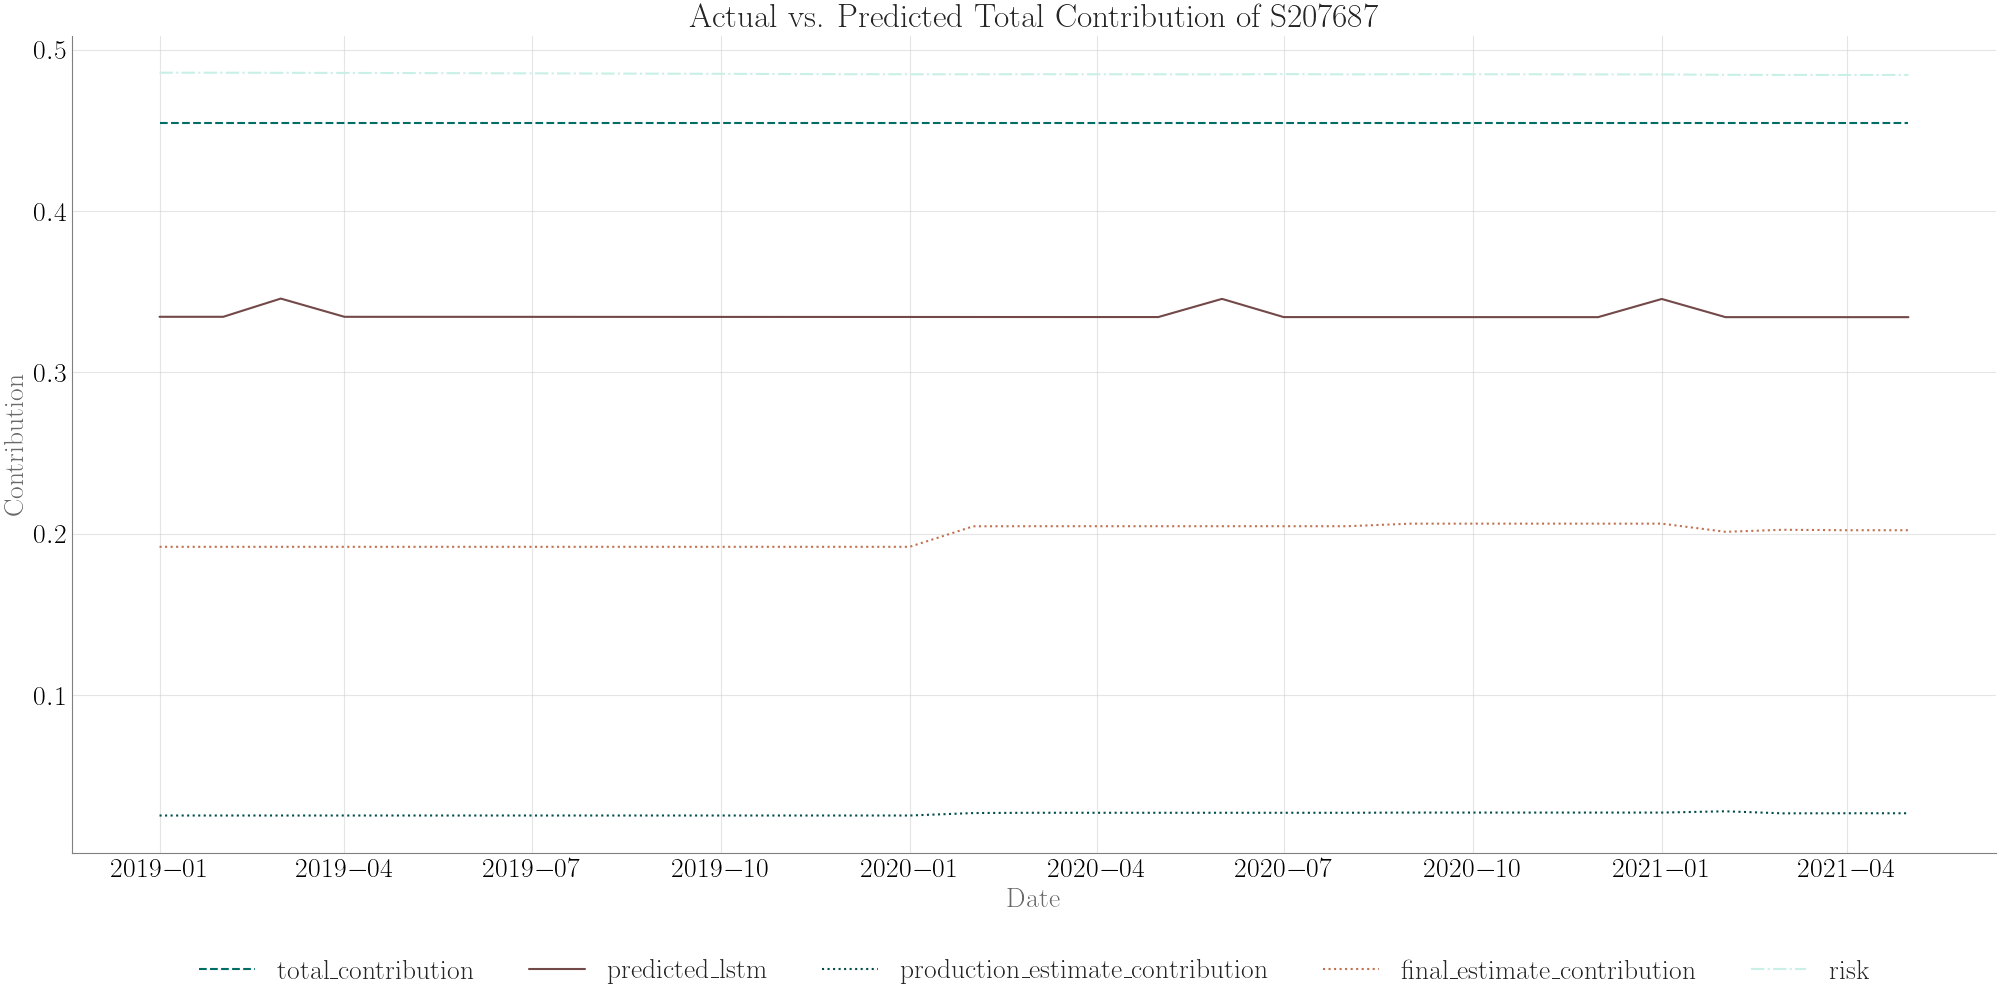 Actual vs. Predicted Total Contribution of S207687
0.5
0.4
0.3
0.2
0.1
Contribution
2019−01 2019−04 2019−07 2019−10 2020−01 2020−04 2020−07 2020−10 2021−01 2021−04
Date
total_contribution predicted_lstm production_estimate_contribution final_estimate_contribution risk